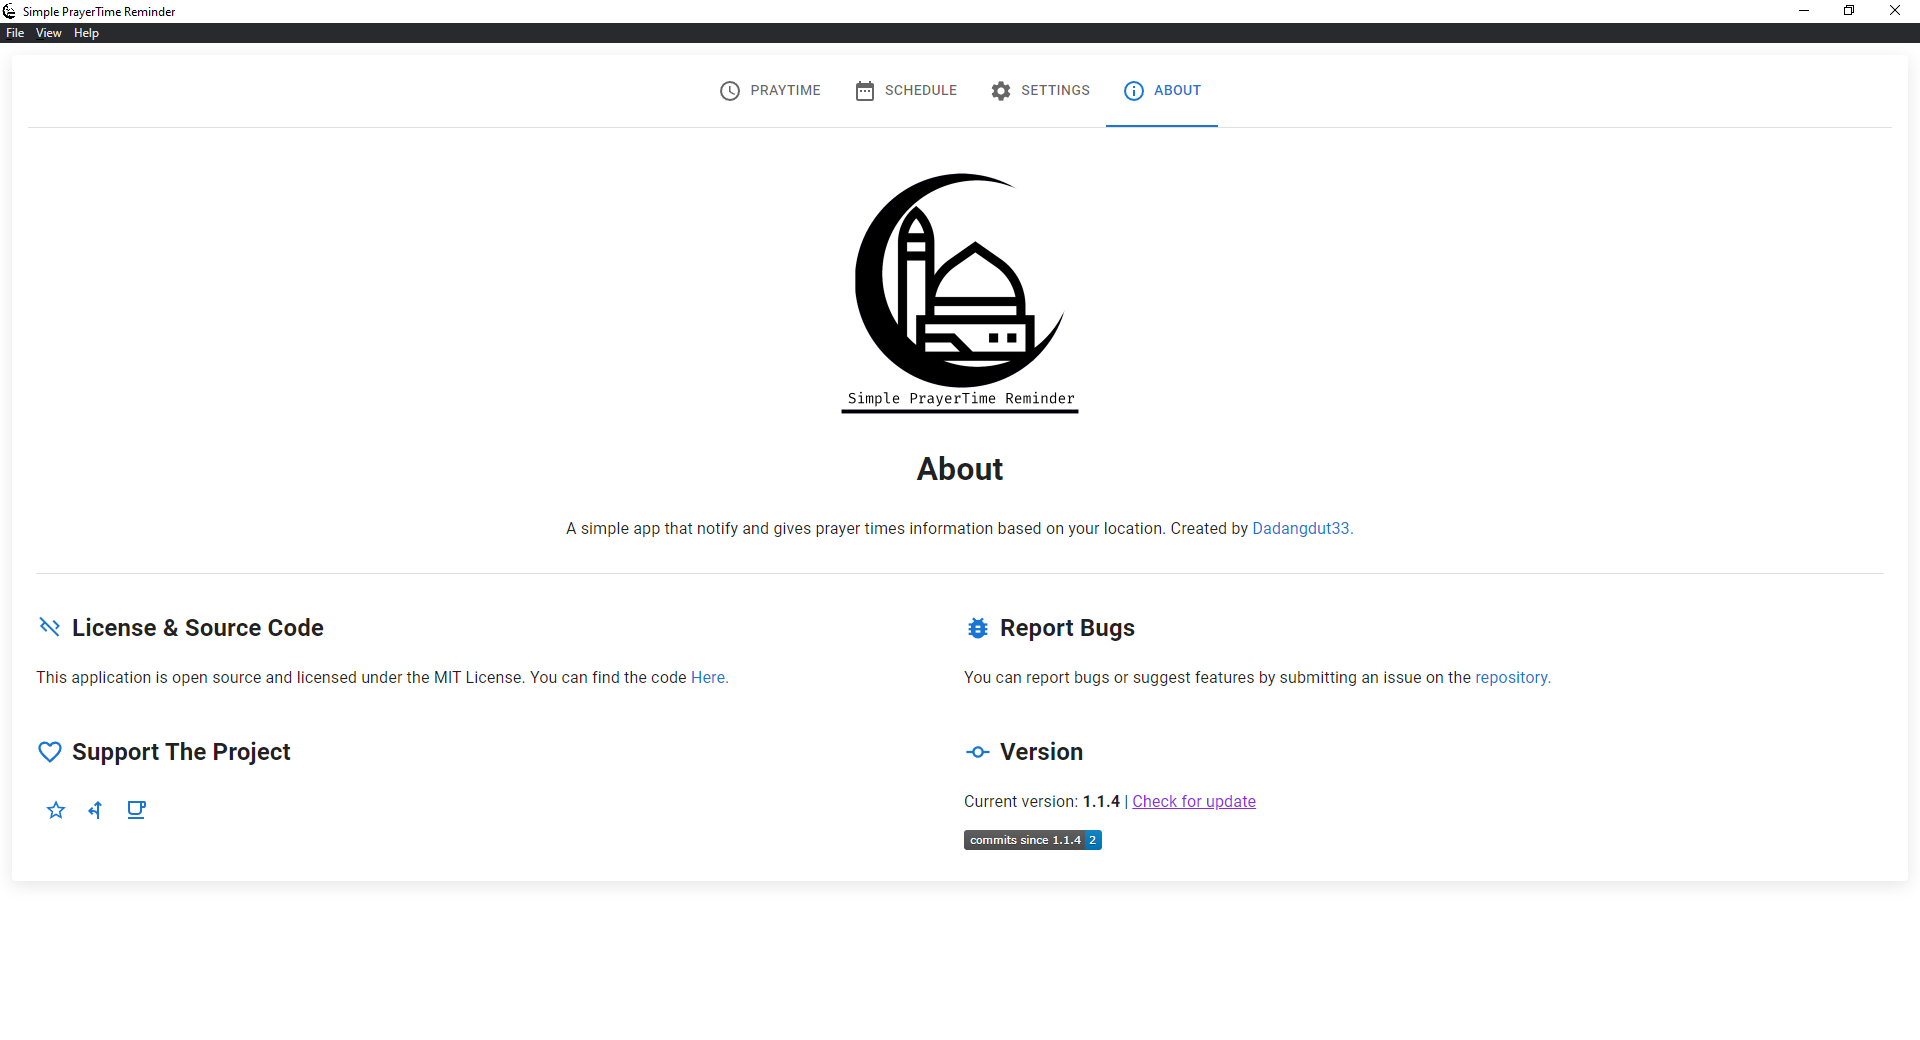 Simple PrayerTime Reminder
File View Help
PRAYTIME SCHEDULE SETTINGS ABOUT
Simple PrayerTime Reminder
About
A simple app that notify and gives prayer times information based on your location. Created by Dadangdut33.
License & Source Code
This application is open source and licensed under the MIT License. You can find the code Here.
Report Bugs
You can report bugs or suggest features by submitting an issue on the repository.
Support The Project
Version
Current version: 1.1.4 | Check for update
commits since 1.1.4 2